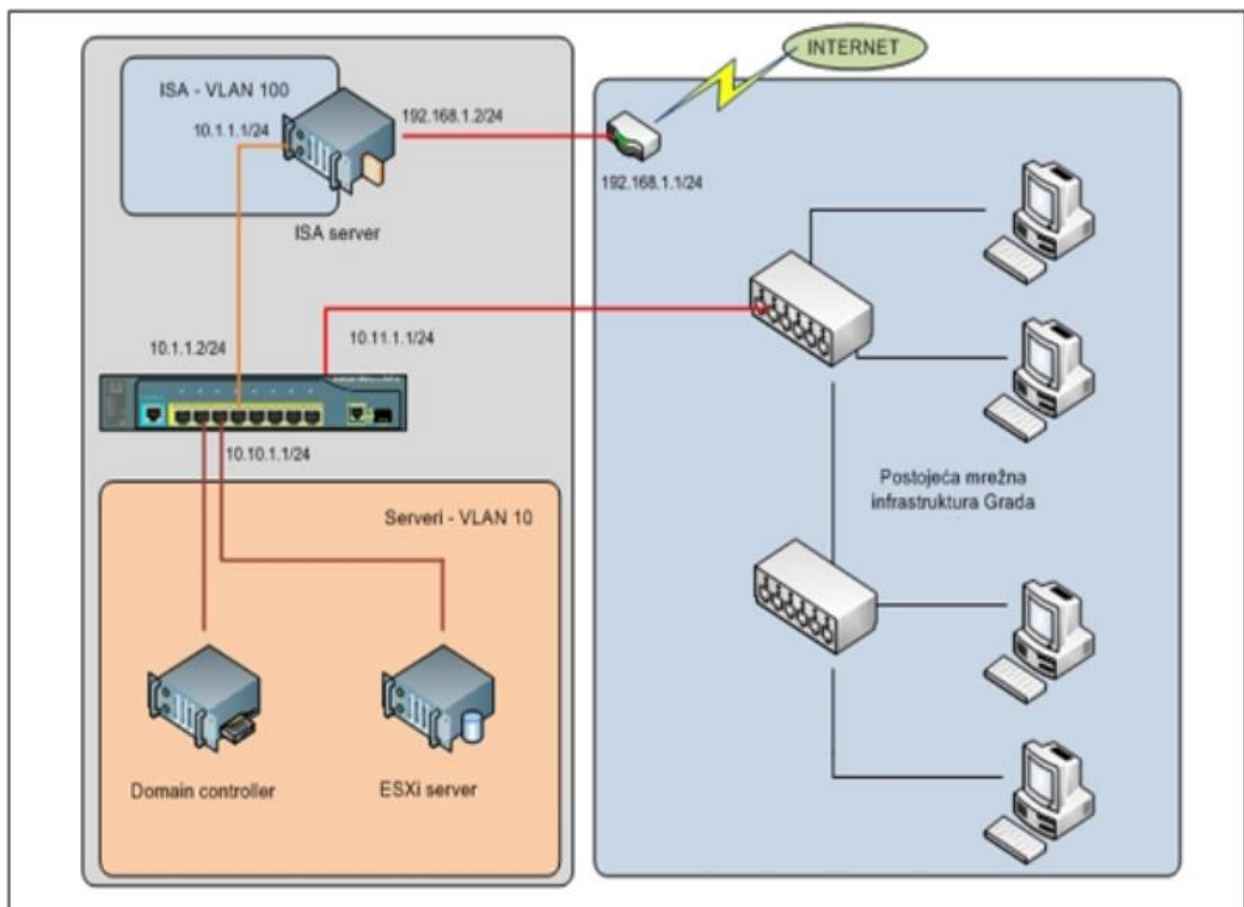 INTERNET
ISA - VLAN 100
10.1.1.1/24
192.168.1.2/24
192.168.1.1/24
ISA server
10.11.1.1/24
10.1.1.2/24
10.10.1.1/24
Serveri - VLAN 10
Postojeća mrežna
infrastruktura Grada
Domain controller
ESXi server